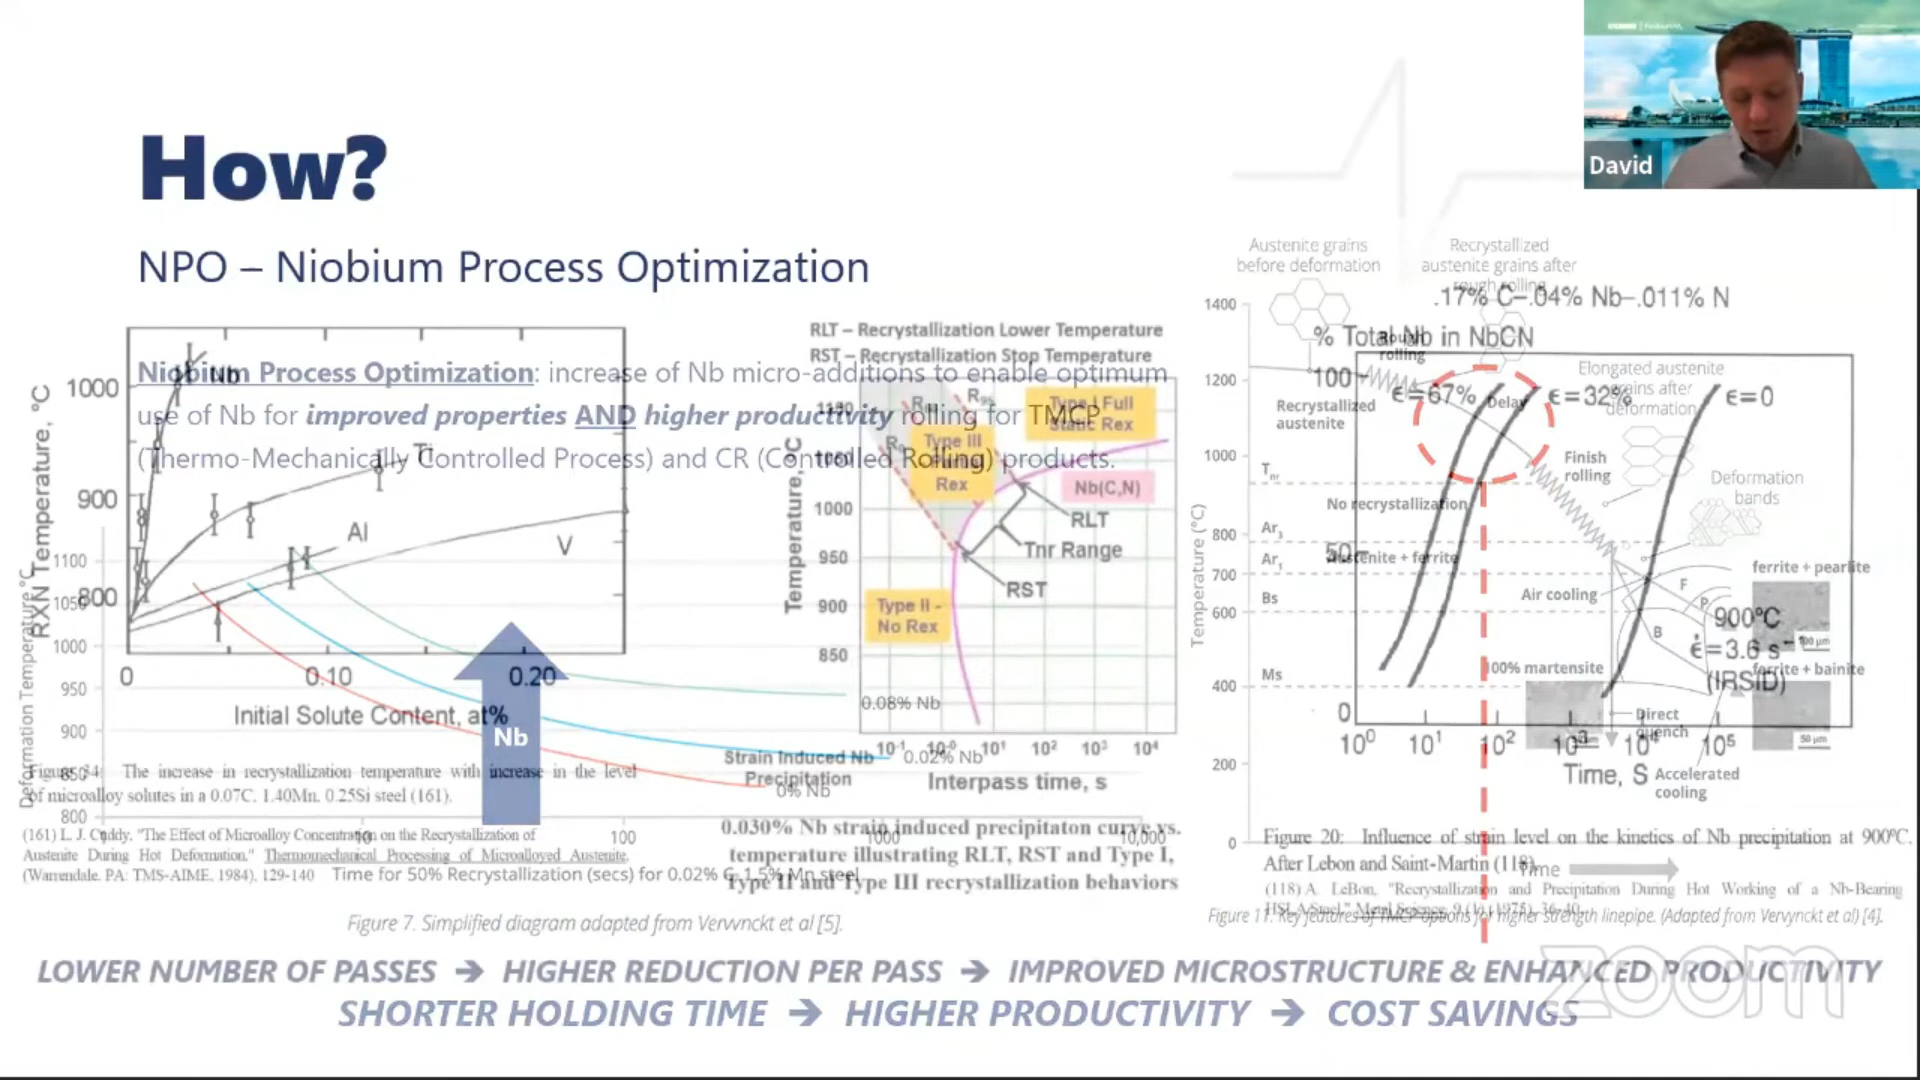 David
How?
NPO – Niobium Process Optimization
Niobium Process Optimization: increase of Nb micro-additions to enable optimum
use of Nb for improved properties AND higher productivity rolling for TMCP
(Thermo-Mechanically Controlled Process) and CR (Controlled Rolling) products.
RXN Temperature, °C
1000
900
800
Nb
Al
V
0
0.10
0.20
Initial Solute Content, at%
The increase in recrystallization temperature with increase in the level
of microalloy solutes in a 0.07C, 1.40Mn, 0.25Si steel (161).
(161) L. J. Cuddy, "The Effect of Microalloy Concentration on the Recrystallization of
Austenite During Hot Deformation," Thermomechanical Processing of Microalloyed Austenite,
(Warrendale, PA: TMS-AIME, 1984), 129-140
Deformation Temperature °C
1100
1050
1000
950
900
850
800
10
100
1000
10,000
0.08% Nb
0.02% Nb
0% Nb
Nb
Time for 50% Recrystallization (secs) for 0.02% C, 1.5% Mn steel
Figure 7. Simplified diagram adapted from Vervynckt et al [5].
RLT – Recrystallization Lower Temperature
RST – Recrystallization Stop Temperature
Temperature, °C
1050
1000
950
900
850
Type I Full
Static Rex
Type III
Rex
Type II -
No Rex
Nb(C,N)
RLT
Tnr Range
RST
10-1 100 101 102 103 104
Strain Induced Nb
Precipitation
Interpass time, s
0.030% Nb strain induced precipitaton curve vs.
temperature illustrating RLT, RST and Type I,
Type II and Type III recrystallization behaviors
Austenite grains
before deformation
Recrystallized
austenite grains after
rough rolling
.17% C–.04% Nb–.011% N
% Total Nb in NbCN
100
50
0
ϵ=67%
ϵ=32%
ϵ=0
900°C
ϵ̇=3.6 s
(IRSID)
100 101 102 103 104 105
Time, S
Temperature (°C)
1400
1200
1000
800
700
600
400
200
0
Tnr
Ar3
Ar1
Bs
Ms
Rough
rolling
Delay
Recrystallized
austenite
Elongated austenite
grains after
deformation
Finish
rolling
Deformation
bands
No recrystallization
Austenite + ferrite
Air cooling
F
P
B
ferrite + pearlite
100 µm
ferrite + bainite
50 µm
100% martensite
Direct
quench
Accelerated
cooling
Time
Figure 20: Influence of strain level on the kinetics of Nb precipitation at 900°C.
After Lebon and Saint-Martin (118).
(118) A. LeBon, "Recrystallization and Precipitation During Hot Working of a Nb-Bearing
HSLA Steel," Metal Science, 9 (1), (1975), 36-40.
Figure 11. Key features of TMCP options for higher strength linepipe. (Adapted from Vervynckt et al) [4].
LOWER NUMBER OF PASSES → HIGHER REDUCTION PER PASS → IMPROVED MICROSTRUCTURE & ENHANCED PRODUCTIVITY
SHORTER HOLDING TIME → HIGHER PRODUCTIVITY → COST SAVINGS
zoom